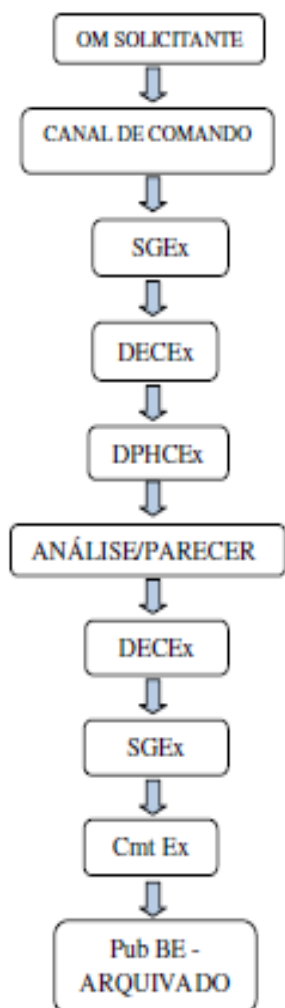 OM SOLICITANTE
CANAL DE COMANDO
SGEx
DECEx
DPHCEx
ANÁLISE/PARECER
DECEx
SGEx
Cmt Ex
Pub BE -
ARQUIVADO